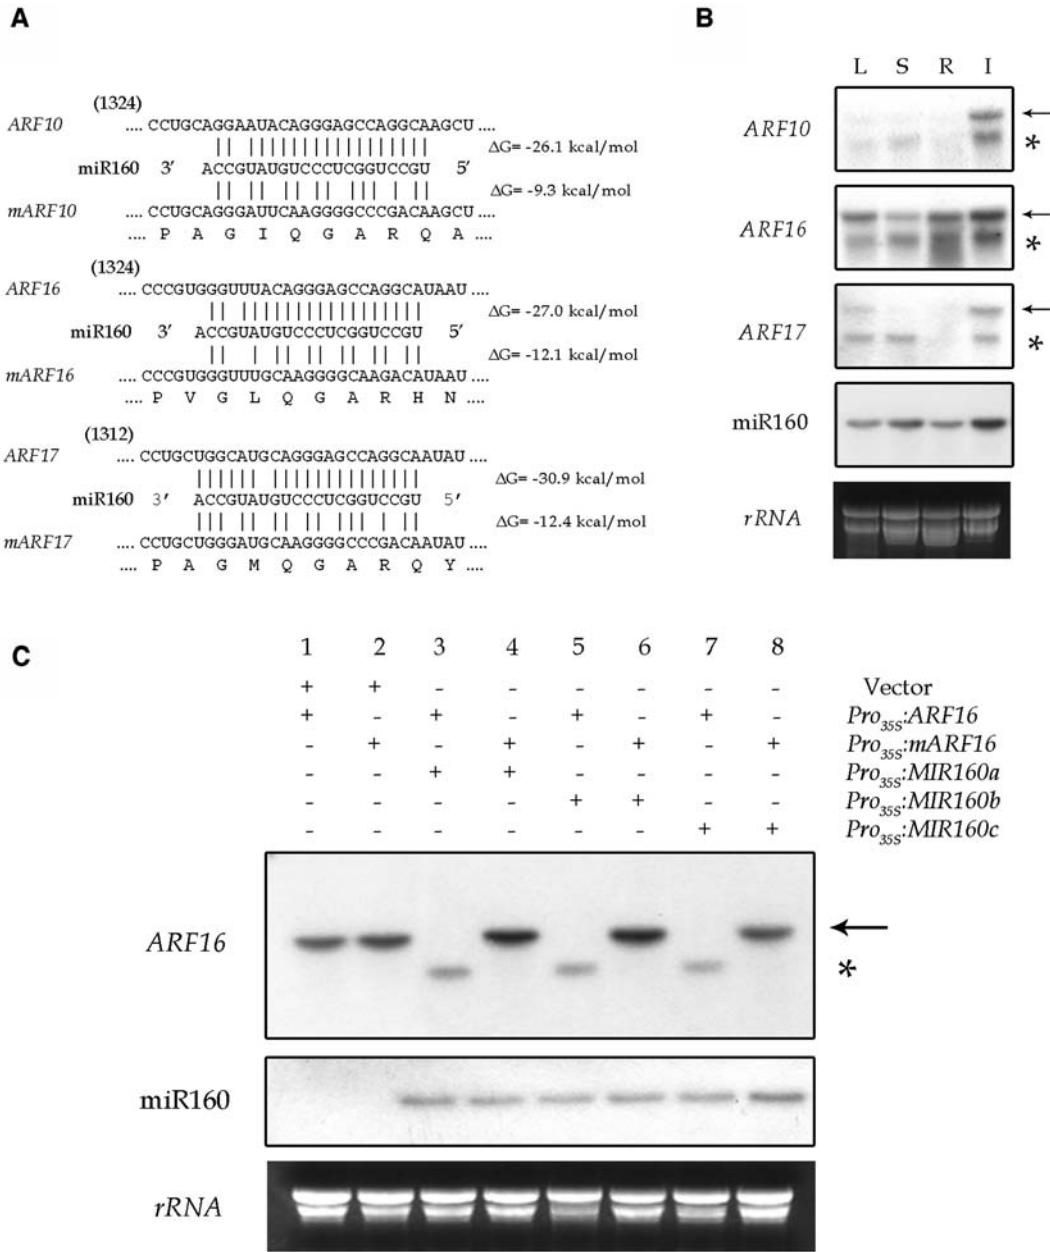 A
(1324)
ARF10 .... CCUGCAGGAAUACAGGGAGCCAGGCAAGCU ....
ΔG= -26.1 kcal/mol
miR160 3′ ACCGUAUGUCCCUCGGUCCGU 5′
ΔG= -9.3 kcal/mol
mARF10 .... CCUGCAGGGAUUCAAGGGGCCCGACAAGCU ....
.... P A G I Q G A R Q A ....
(1324)
ARF16 .... CCCGUGGGUUUACAGGGAGCCAGGCAUAAU ....
ΔG= -27.0 kcal/mol
miR160 3′ ACCGUAUGUCCCUCGGUCCGU 5′
ΔG= -12.1 kcal/mol
mARF16 .... CCCGUGGGUUUGCAAGGGGCAAGACAUAAU ....
.... P V G L Q G A R H N ....
(1312)
ARF17 .... CCUGCUGGCAUGCAGGGAGCCAGGCAAUAU ....
ΔG= -30.9 kcal/mol
miR160 3′ ACCGUAUGUCCCUCGGUCCGU 5′
ΔG= -12.4 kcal/mol
mARF17 .... CCUGCUGGGAUGCAAGGGGCCCGACAAUAU ....
.... P A G M Q G A R Q Y ....
B
L S R I
ARF10 *
ARF16 *
ARF17 *
miR160
rRNA
C
1 2 3 4 5 6 7 8
+ + - - - - - - Vector
+ - + - + - + - Pro35S:ARF16
- + - + - + - + Pro35S:mARF16
- - + + - - - - Pro35S:MIR160a
- - - - + + - - Pro35S:MIR160b
- - - - - - + + Pro35S:MIR160c
ARF16
*
miR160
rRNA